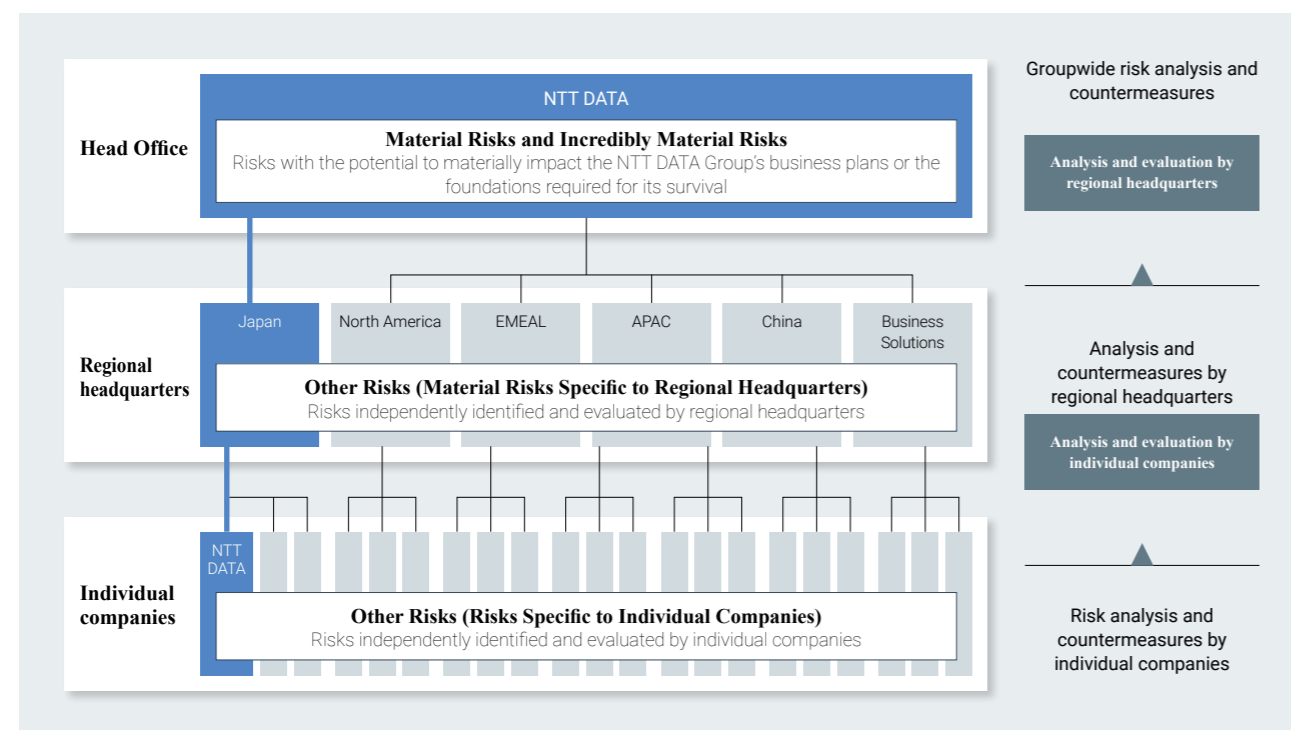 Head Office
NTT DATA
Material Risks and Incredibly Material Risks
Risks with the potential to materially impact the NTT DATA Group's business plans or the
foundations required for its survival
Groupwide risk analysis and
countermeasures
Analysis and evaluation by
regional headquarters
Regional
headquarters
Japan
North America
EMEAL
APAC
China
Business
Solutions
Other Risks (Material Risks Specific to Regional Headquarters)
Risks independently identified and evaluated by regional headquarters
Analysis and
countermeasures by
regional headquarters
Analysis and evaluation by
individual companies
Individual
companies
NTT
DATA
Other Risks (Risks Specific to Individual Companies)
Risks independently identified and evaluated by individual companies
Risk analysis and
countermeasures by
individual companies